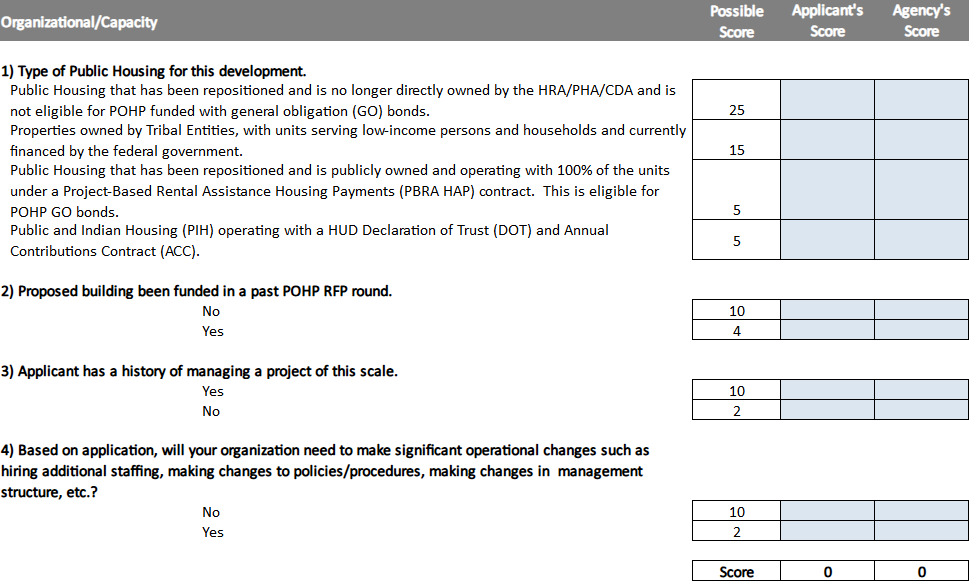 Organizational/Capacity
Possible Score
Applicant's Score
Agency's Score
1) Type of Public Housing for this development.
Public Housing that has been repositioned and is no longer directly owned by the HRA/PHA/CDA and is
not eligible for POHP funded with general obligation (GO) bonds.
25
Properties owned by Tribal Entities, with units serving low-income persons and households and currently
financed by the federal government.
15
Public Housing that has been repositioned and is publicly owned and operating with 100% of the units
under a Project-Based Rental Assistance Housing Payments (PBRA HAP) contract.  This is eligible for
POHP GO bonds.
5
Public and Indian Housing (PIH) operating with a HUD Declaration of Trust (DOT) and Annual
Contributions Contract (ACC).
5
2) Proposed building been funded in a past POHP RFP round.
No 10
Yes 4
3) Applicant has a history of managing a project of this scale.
Yes 10
No 2
4) Based on application, will your organization need to make significant operational changes such as
hiring additional staffing, making changes to policies/procedures, making changes in  management
structure, etc.?
No 10
Yes 2
Score 0 0